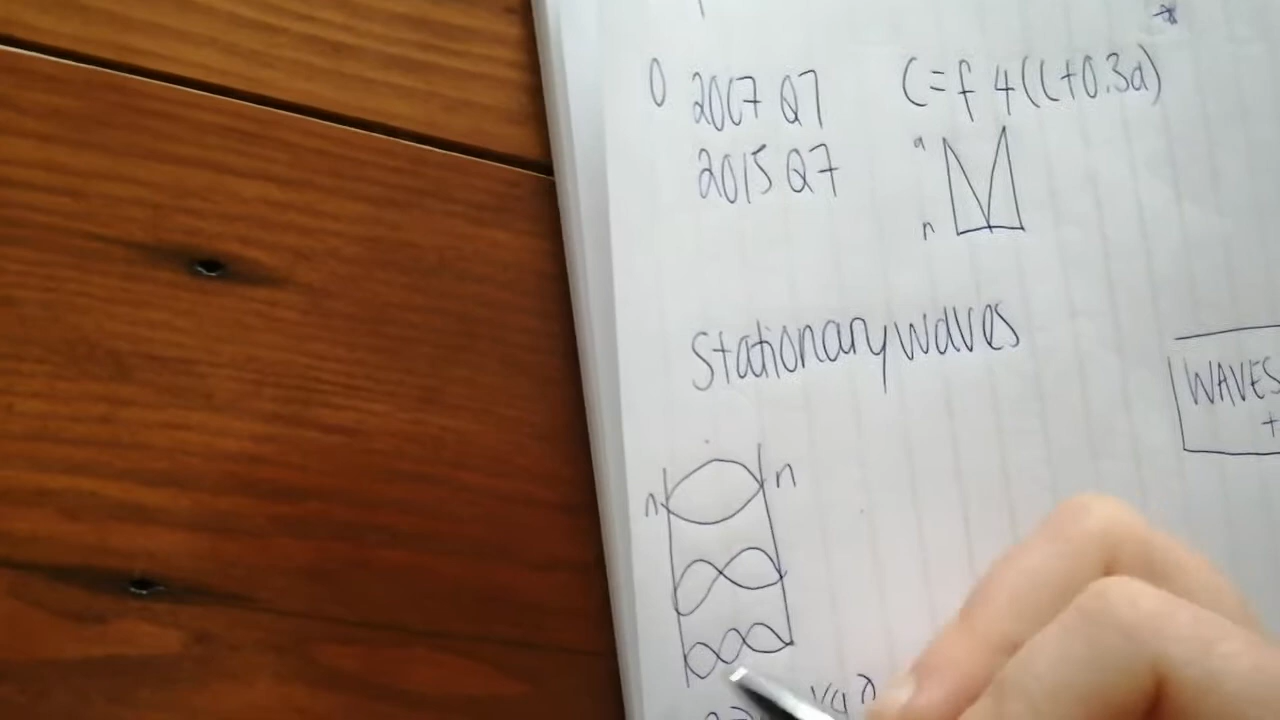 0 2007 Q7 C=f 4(l+0.3d)
2015 Q7
a
n
Stationary waves
WAVES
+
n n